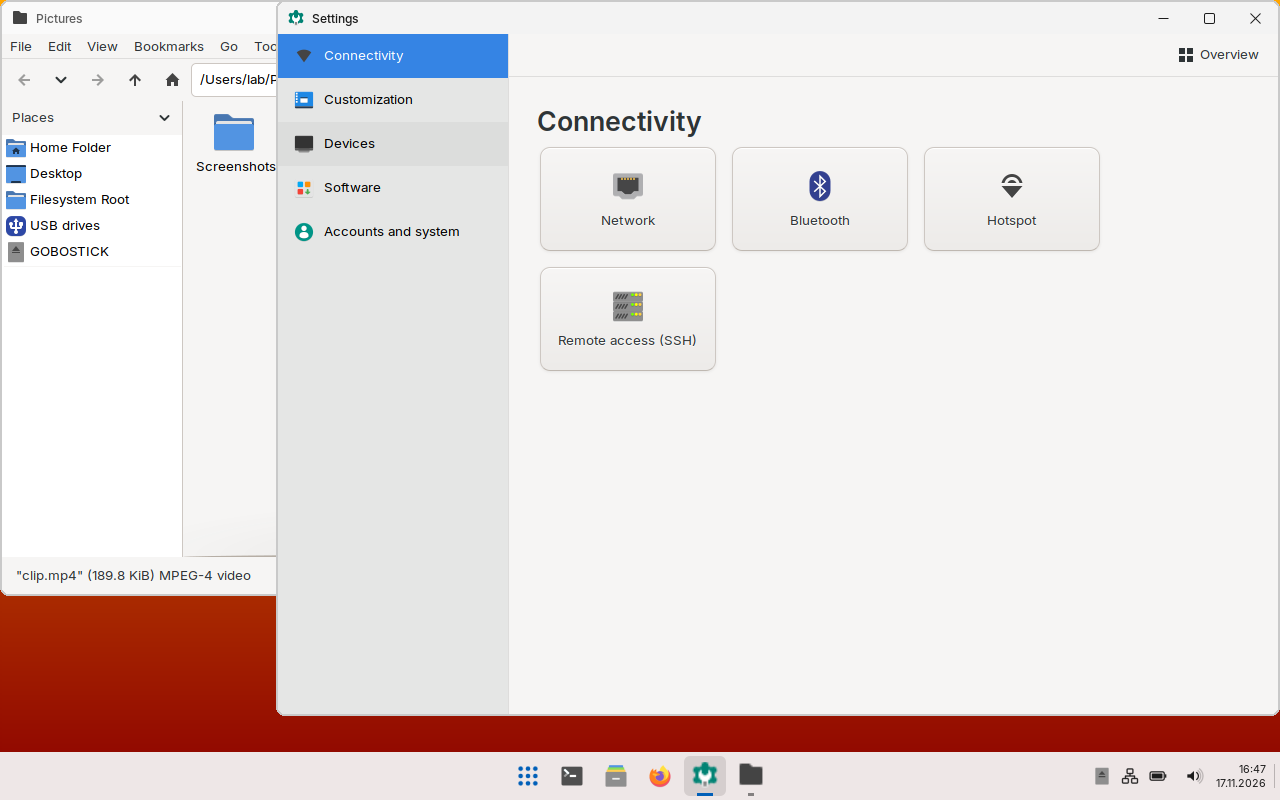 Pictures
File Edit View Bookmarks Go
/Users/lab/
Places
Home Folder
Desktop
Filesystem Root
USB drives
GOBOSTICK
Screenshots
"clip.mp4" (189.8 KiB) MPEG-4 video
Settings
Connectivity
Customization
Devices
Software
Accounts and system
Overview
Connectivity
Network
Bluetooth
Hotspot
Remote access (SSH)
16:47
17.11.2026